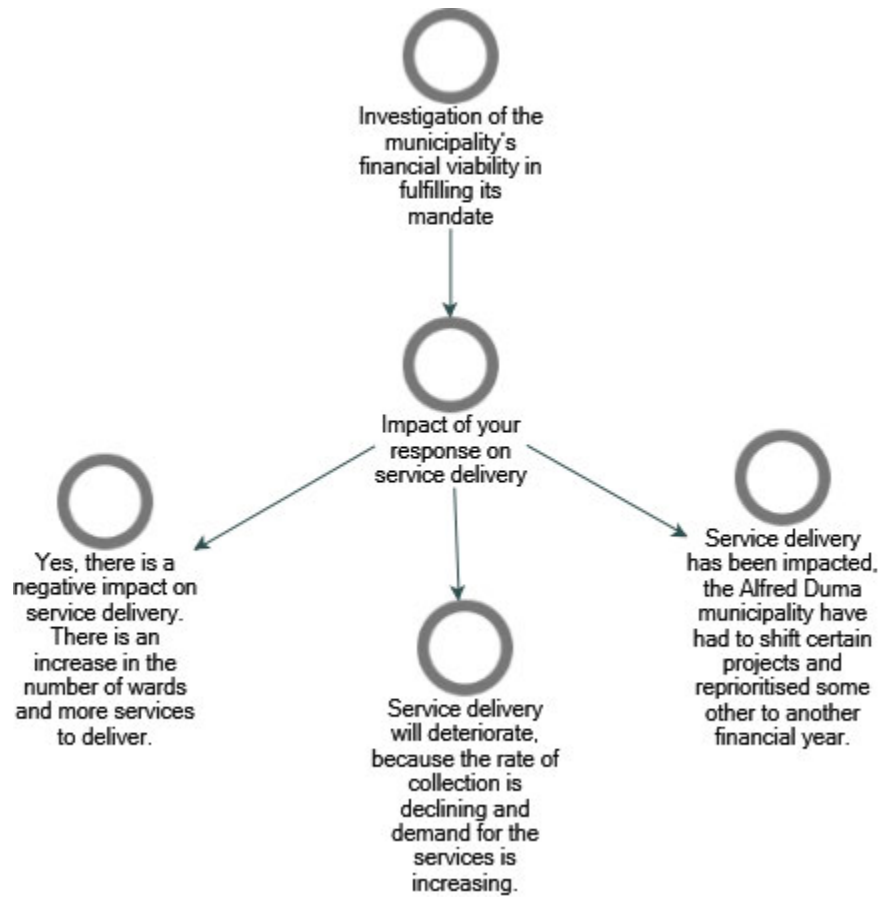 Investigation of the
municipality's
financial viability in
fulfilling its
mandate
Impact of your
response on
service delivery
Yes, there is a
negative impact on
service delivery.
There is an
increase in the
number of wards
and more services
to deliver.
Service delivery
will deteriorate,
because the rate of
collection is
declining and
demand for the
services is
increasing.
Service delivery
has been impacted,
the Alfred Duma
municipality have
had to shift certain
projects and
reprioritised some
other to another
financial year.